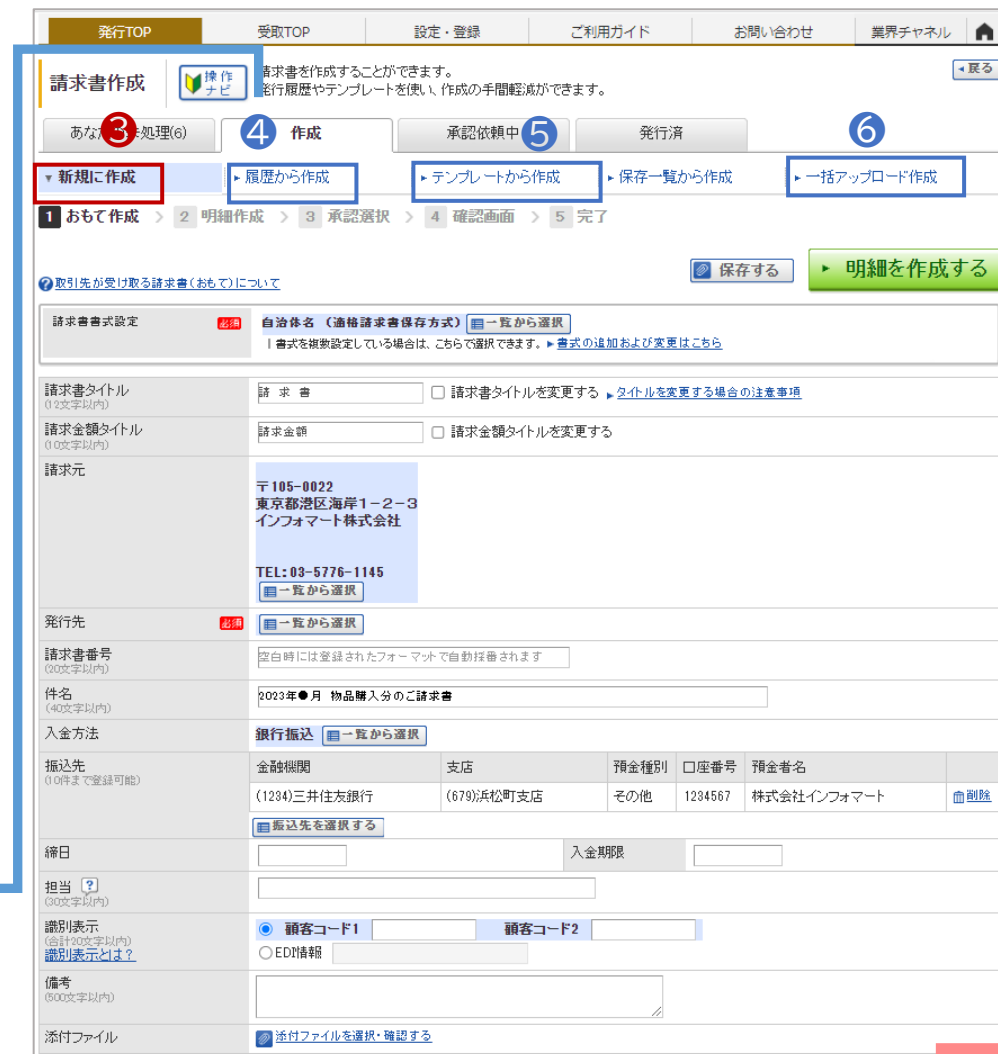 発行TOP 受取TOP 設定・登録 ご利用ガイド お問い合わせ 業界チャネル
請求書作成 操作ナビ
請求書を作成することができます。
発行履歴やテンプレートを使い、作成の手間軽減ができます。
戻る
3 4 5 6
あな 処理(6) 作成 承認依頼中 発行済
▼新規に作成 ▸履歴から作成 ▸テンプレートから作成 ▸保存一覧から作成 ▸一括アップロード作成
1 おもて作成 > 2 明細作成 > 3 承認選択 > 4 確認画面 > 5 完了
取引先が受け取る請求書(おもて)について 保存する ▸ 明細を作成する
請求書書式設定 必須 自治体名 (適格請求書保存方式) 一覧から選択
|書式を複数設定している場合は、こちらで選択できます。▸書式の追加および変更はこちら
請求書タイトル 請 求 書 請求書タイトルを変更する ▸タイトルを変更する場合の注意事項
(12文字以内)
請求金額タイトル 請求金額 請求金額タイトルを変更する
(10文字以内)
請求元
〒105-0022
東京都港区海岸1-2-3
インフォマート株式会社
TEL:03-5776-1145
一覧から選択
発行先 必須 一覧から選択
請求書番号 空白時には登録されたフォーマットで自動採番されます
(20文字以内)
件名 2023年●月 物品購入分のご請求書
(40文字以内)
入金方法 銀行振込 一覧から選択
振込先 金融機関 支店 預金種別 口座番号 預金者名
(10件まで登録可能)
(1234)三井住友銀行 (679)浜松町支店 その他 1234567 株式会社インフォマート 削除
振込先を選択する
締日 入金期限
担当 ?
(30文字以内)
識別表示 顧客コード1 顧客コード2
(合計20文字以内)
識別表示とは? EDI情報
備考
(500文字以内)
添付ファイル 添付ファイルを選択・確認する